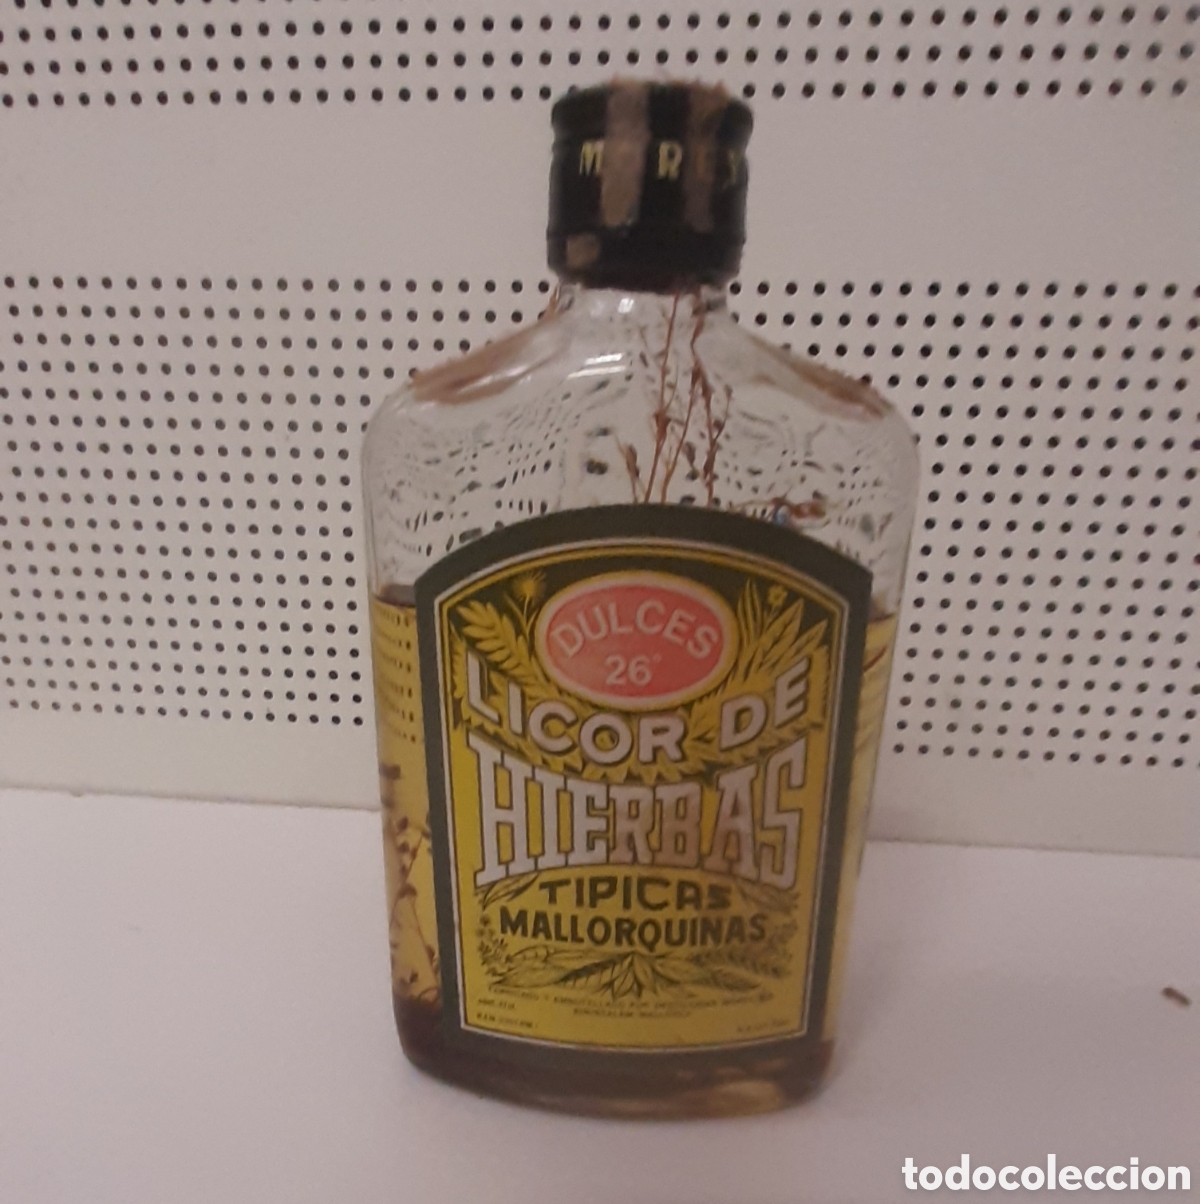 DULCES
26°
LICOR DE
HIERBAS
TIPICAS
MALLORQUINAS
todocoleccion